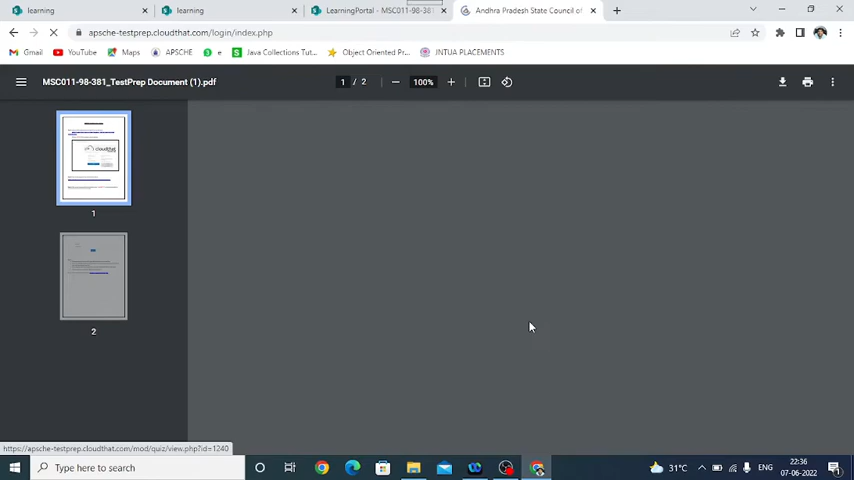 learning
learning
LearningPortal - MSC011-98-381
Andhra Pradesh State Council of
apsche-testprep.cloudthat.com/login/index.php
Gmail
YouTube
Maps
APSCHE
e
Java Collections Tut...
Object Oriented Pr...
JNTUA PLACEMENTS
MSC011-98-381_TestPrep Document (1).pdf
1 / 2
100%
cloudthat
1
2
https://apsche-testprep.cloudthat.com/mod/quiz/view.php?id=1240
Type here to search
31°C
ENG
22:36
07-06-2022